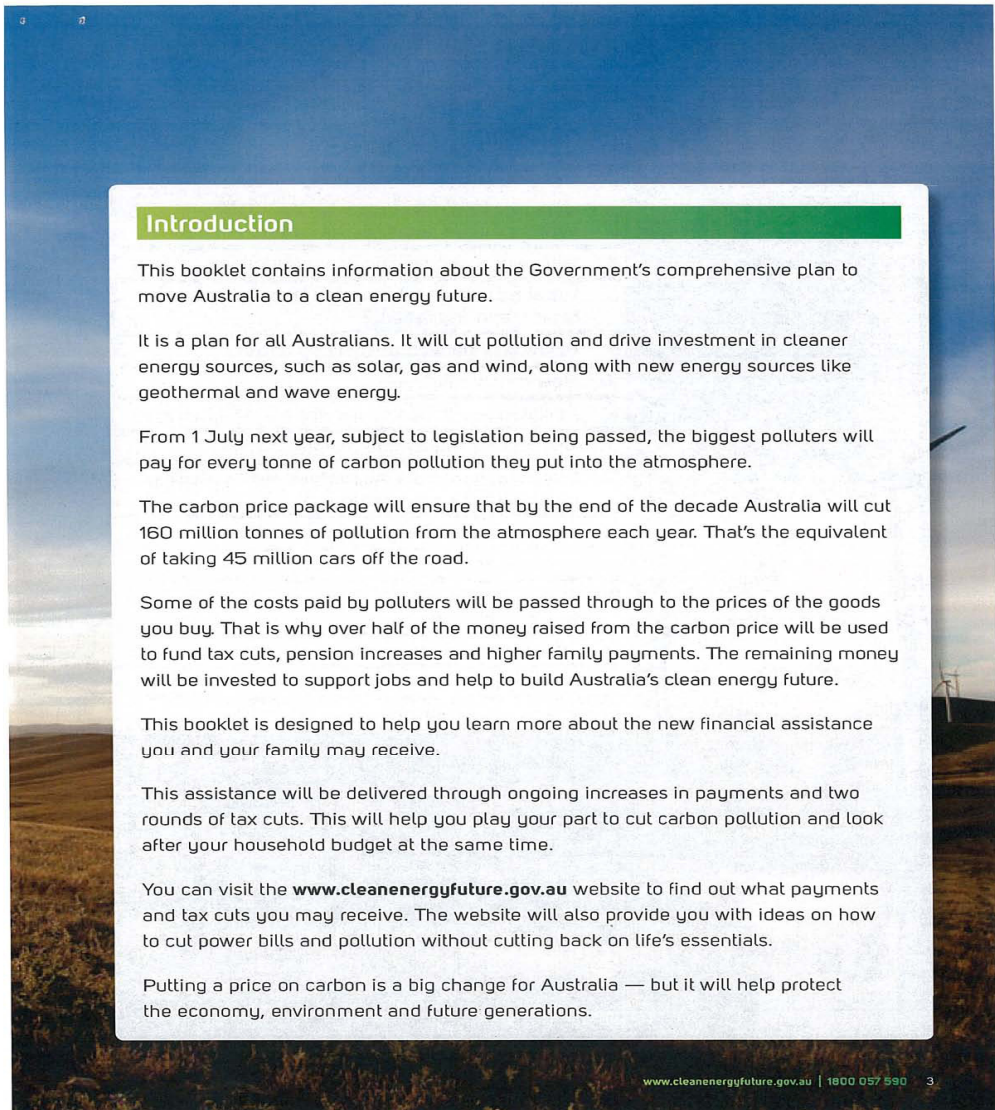 Introduction
This booklet contains information about the Government's comprehensive plan to
move Australia to a clean energy future.
It is a plan for all Australians. It will cut pollution and drive investment in cleaner
energy sources, such as solar, gas and wind, along with new energy sources like
geothermal and wave energy.
From 1 July next year, subject to legislation being passed, the biggest polluters will
pay for every tonne of carbon pollution they put into the atmosphere.
The carbon price package will ensure that by the end of the decade Australia will cut
160 million tonnes of pollution from the atmosphere each year. That's the equivalent
of taking 45 million cars off the road.
Some of the costs paid by polluters will be passed through to the prices of the goods
you buy. That is why over half of the money raised from the carbon price will be used
to fund tax cuts, pension increases and higher family payments. The remaining money
will be invested to support jobs and help to build Australia's clean energy future.
This booklet is designed to help you learn more about the new financial assistance
you and your family may receive.
This assistance will be delivered through ongoing increases in payments and two
rounds of tax cuts. This will help you play your part to cut carbon pollution and look
after your household budget at the same time.
You can visit the www.cleanenergyfuture.gov.au website to find out what payments
and tax cuts you may receive. The website will also provide you with ideas on how
to cut power bills and pollution without cutting back on life's essentials.
Putting a price on carbon is a big change for Australia — but it will help protect
the economy, environment and future generations.
www.cleanenergyfuture.gov.au | 1800 057 590 3